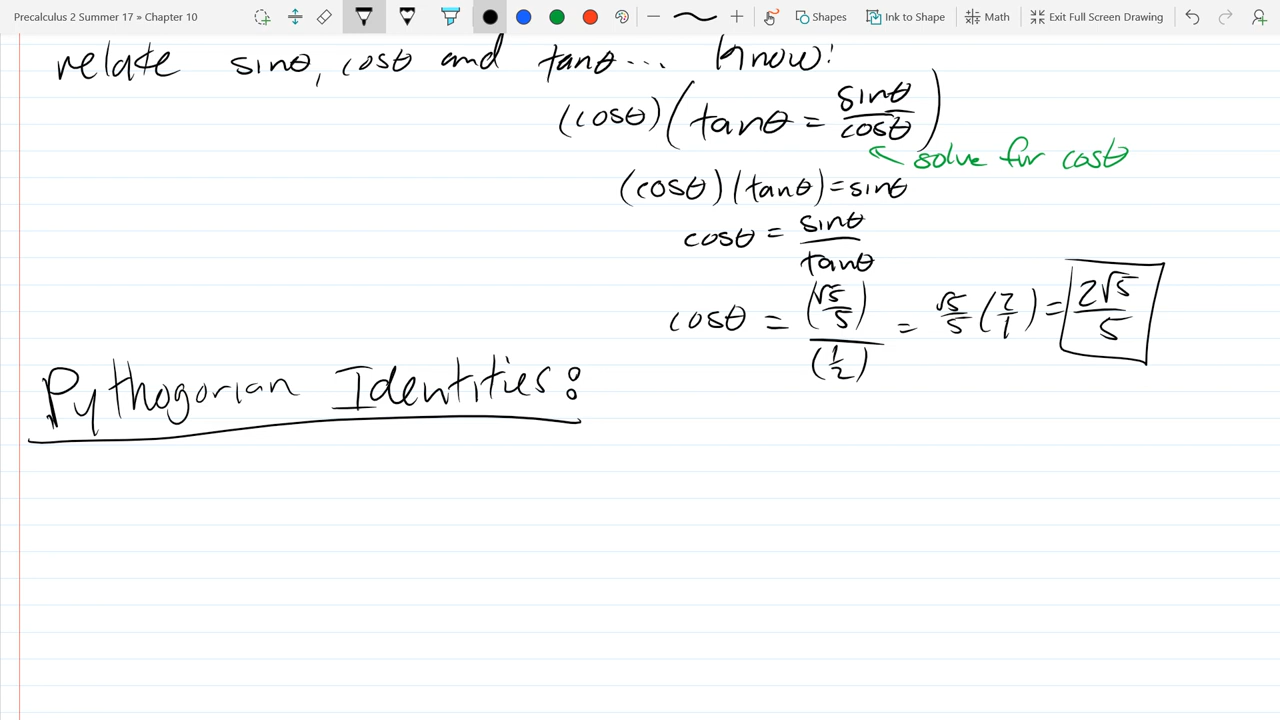 Precalculus 2 Summer 17 » Chapter 10 Shapes Ink to Shape Math Exit Full Screen Drawing
relate sinθ, cosθ and tanθ... know:
(cosθ)(tanθ = sinθ/cosθ)
← solve for cosθ
(cosθ)(tanθ)=sinθ
cosθ = sinθ/tanθ
cosθ = (√5/5)/(1/2) = √5/5 (2/1) = 2√5/5
Pythogorian Identities: